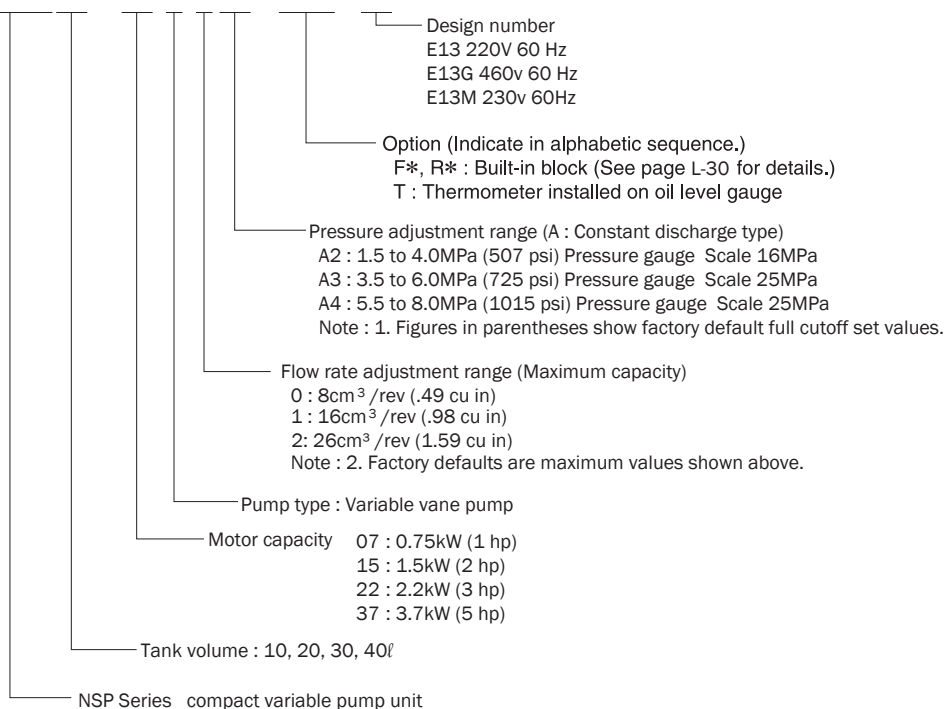 Design number
E13 220V 60 Hz
E13G 460v 60 Hz
E13M 230v 60Hz
Option (Indicate in alphabetic sequence.)
F*, R* : Built-in block (See page L-30 for details.)
T : Thermometer installed on oil level gauge
Pressure adjustment range (A : Constant discharge type)
A2 : 1.5 to 4.0MPa (507 psi) Pressure gauge Scale 16MPa
A3 : 3.5 to 6.0MPa (725 psi) Pressure gauge Scale 25MPa
A4 : 5.5 to 8.0MPa (1015 psi) Pressure gauge Scale 25MPa
Note : 1. Figures in parentheses show factory default full cutoff set values.
Flow rate adjustment range (Maximum capacity)
0 : 8cm³/rev (.49 cu in)
1 : 16cm³/rev (.98 cu in)
2: 26cm³/rev (1.59 cu in)
Note : 2. Factory defaults are maximum values shown above.
Pump type : Variable vane pump
Motor capacity 07 : 0.75kW (1 hp)
15 : 1.5kW (2 hp)
22 : 2.2kW (3 hp)
37 : 3.7kW (5 hp)
Tank volume : 10, 20, 30, 40ℓ
NSP Series compact variable pump unit